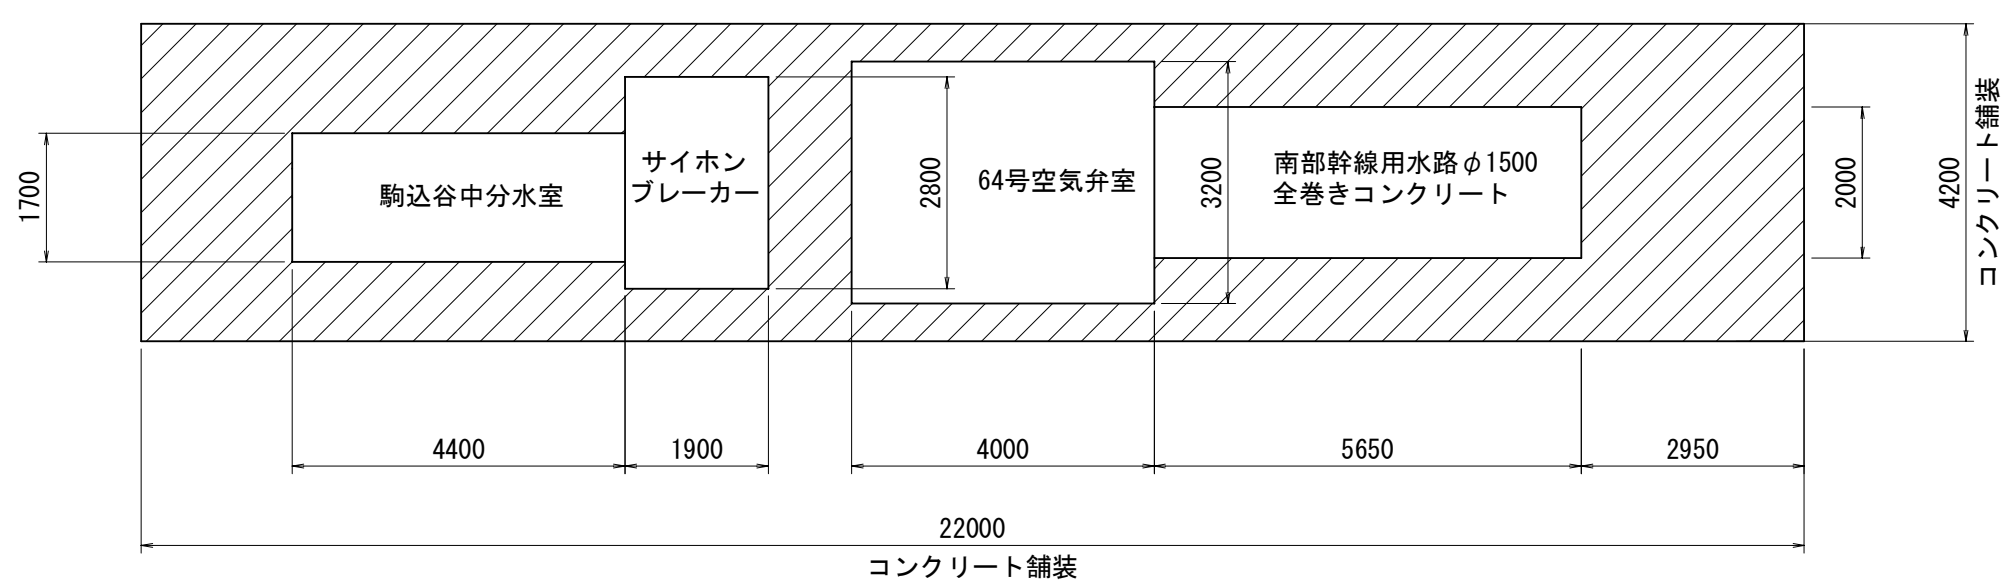 1700
駒込谷中分水室
サイホン
ブレーカー
2800
64号空気弁室
3200
南部幹線用水路φ1500
全巻きコンクリート
2000
4200
コンクリート舗装
4400
1900
4000
5650
2950
22000
コンクリート舗装